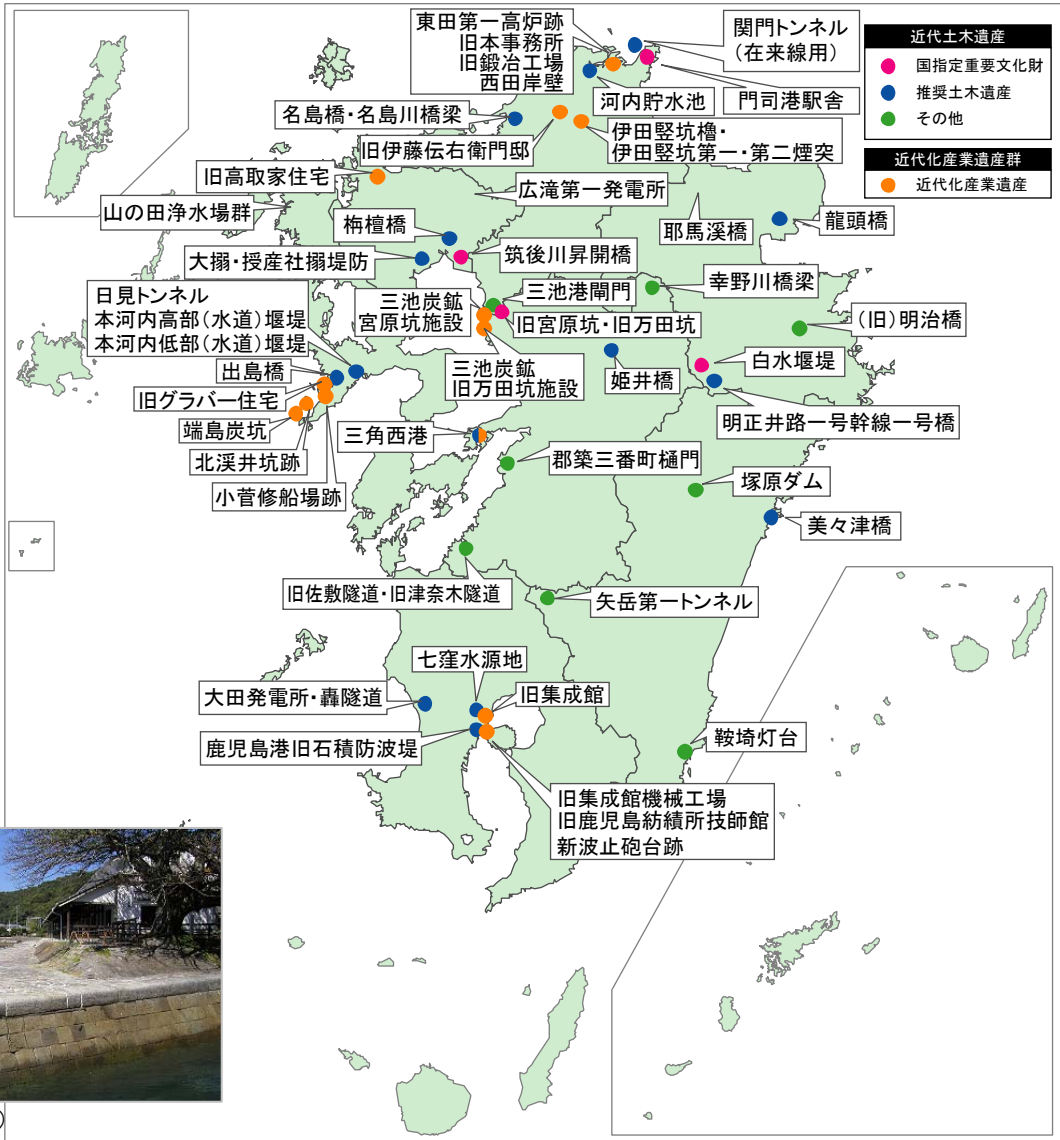 東田第一高炉跡
旧本事務所
旧鍛冶工場
西田岸壁
関門トンネル
(在来線用)
近代土木遺産
国指定重要文化財
推奨土木遺産
その他
近代化産業遺産群
近代化産業遺産
河内貯水池
門司港駅舎
名島橋・名島川橋梁
旧伊藤伝右衛門邸
伊田竪坑櫓・
伊田竪坑第一・第二煙突
旧高取家住宅
広滝第一発電所
山の田浄水場群
耶馬溪橋
龍頭橋
栴檀橋
大搦・授産社搦堤防
筑後川昇開橋
幸野川橋梁
三池炭鉱
宮原坑施設
三池港閘門
旧宮原坑・旧万田坑
(旧)明治橋
日見トンネル
本河内高部(水道)堰堤
本河内低部(水道)堰堤
三池炭鉱
旧万田坑施設
姫井橋
白水堰堤
出島橋
旧グラバー住宅
明正井路一号幹線一号橋
端島炭坑
三角西港
北渓井坑跡
郡築三番町樋門
小菅修船場跡
塚原ダム
美々津橋
旧佐敷隧道・旧津奈木隧道
矢岳第一トンネル
七窪水源地
大田発電所・轟隧道
旧集成館
鹿児島港旧石積防波堤
鞍埼灯台
旧集成館機械工場
旧鹿児島紡績所技師館
新波止砲台跡
)